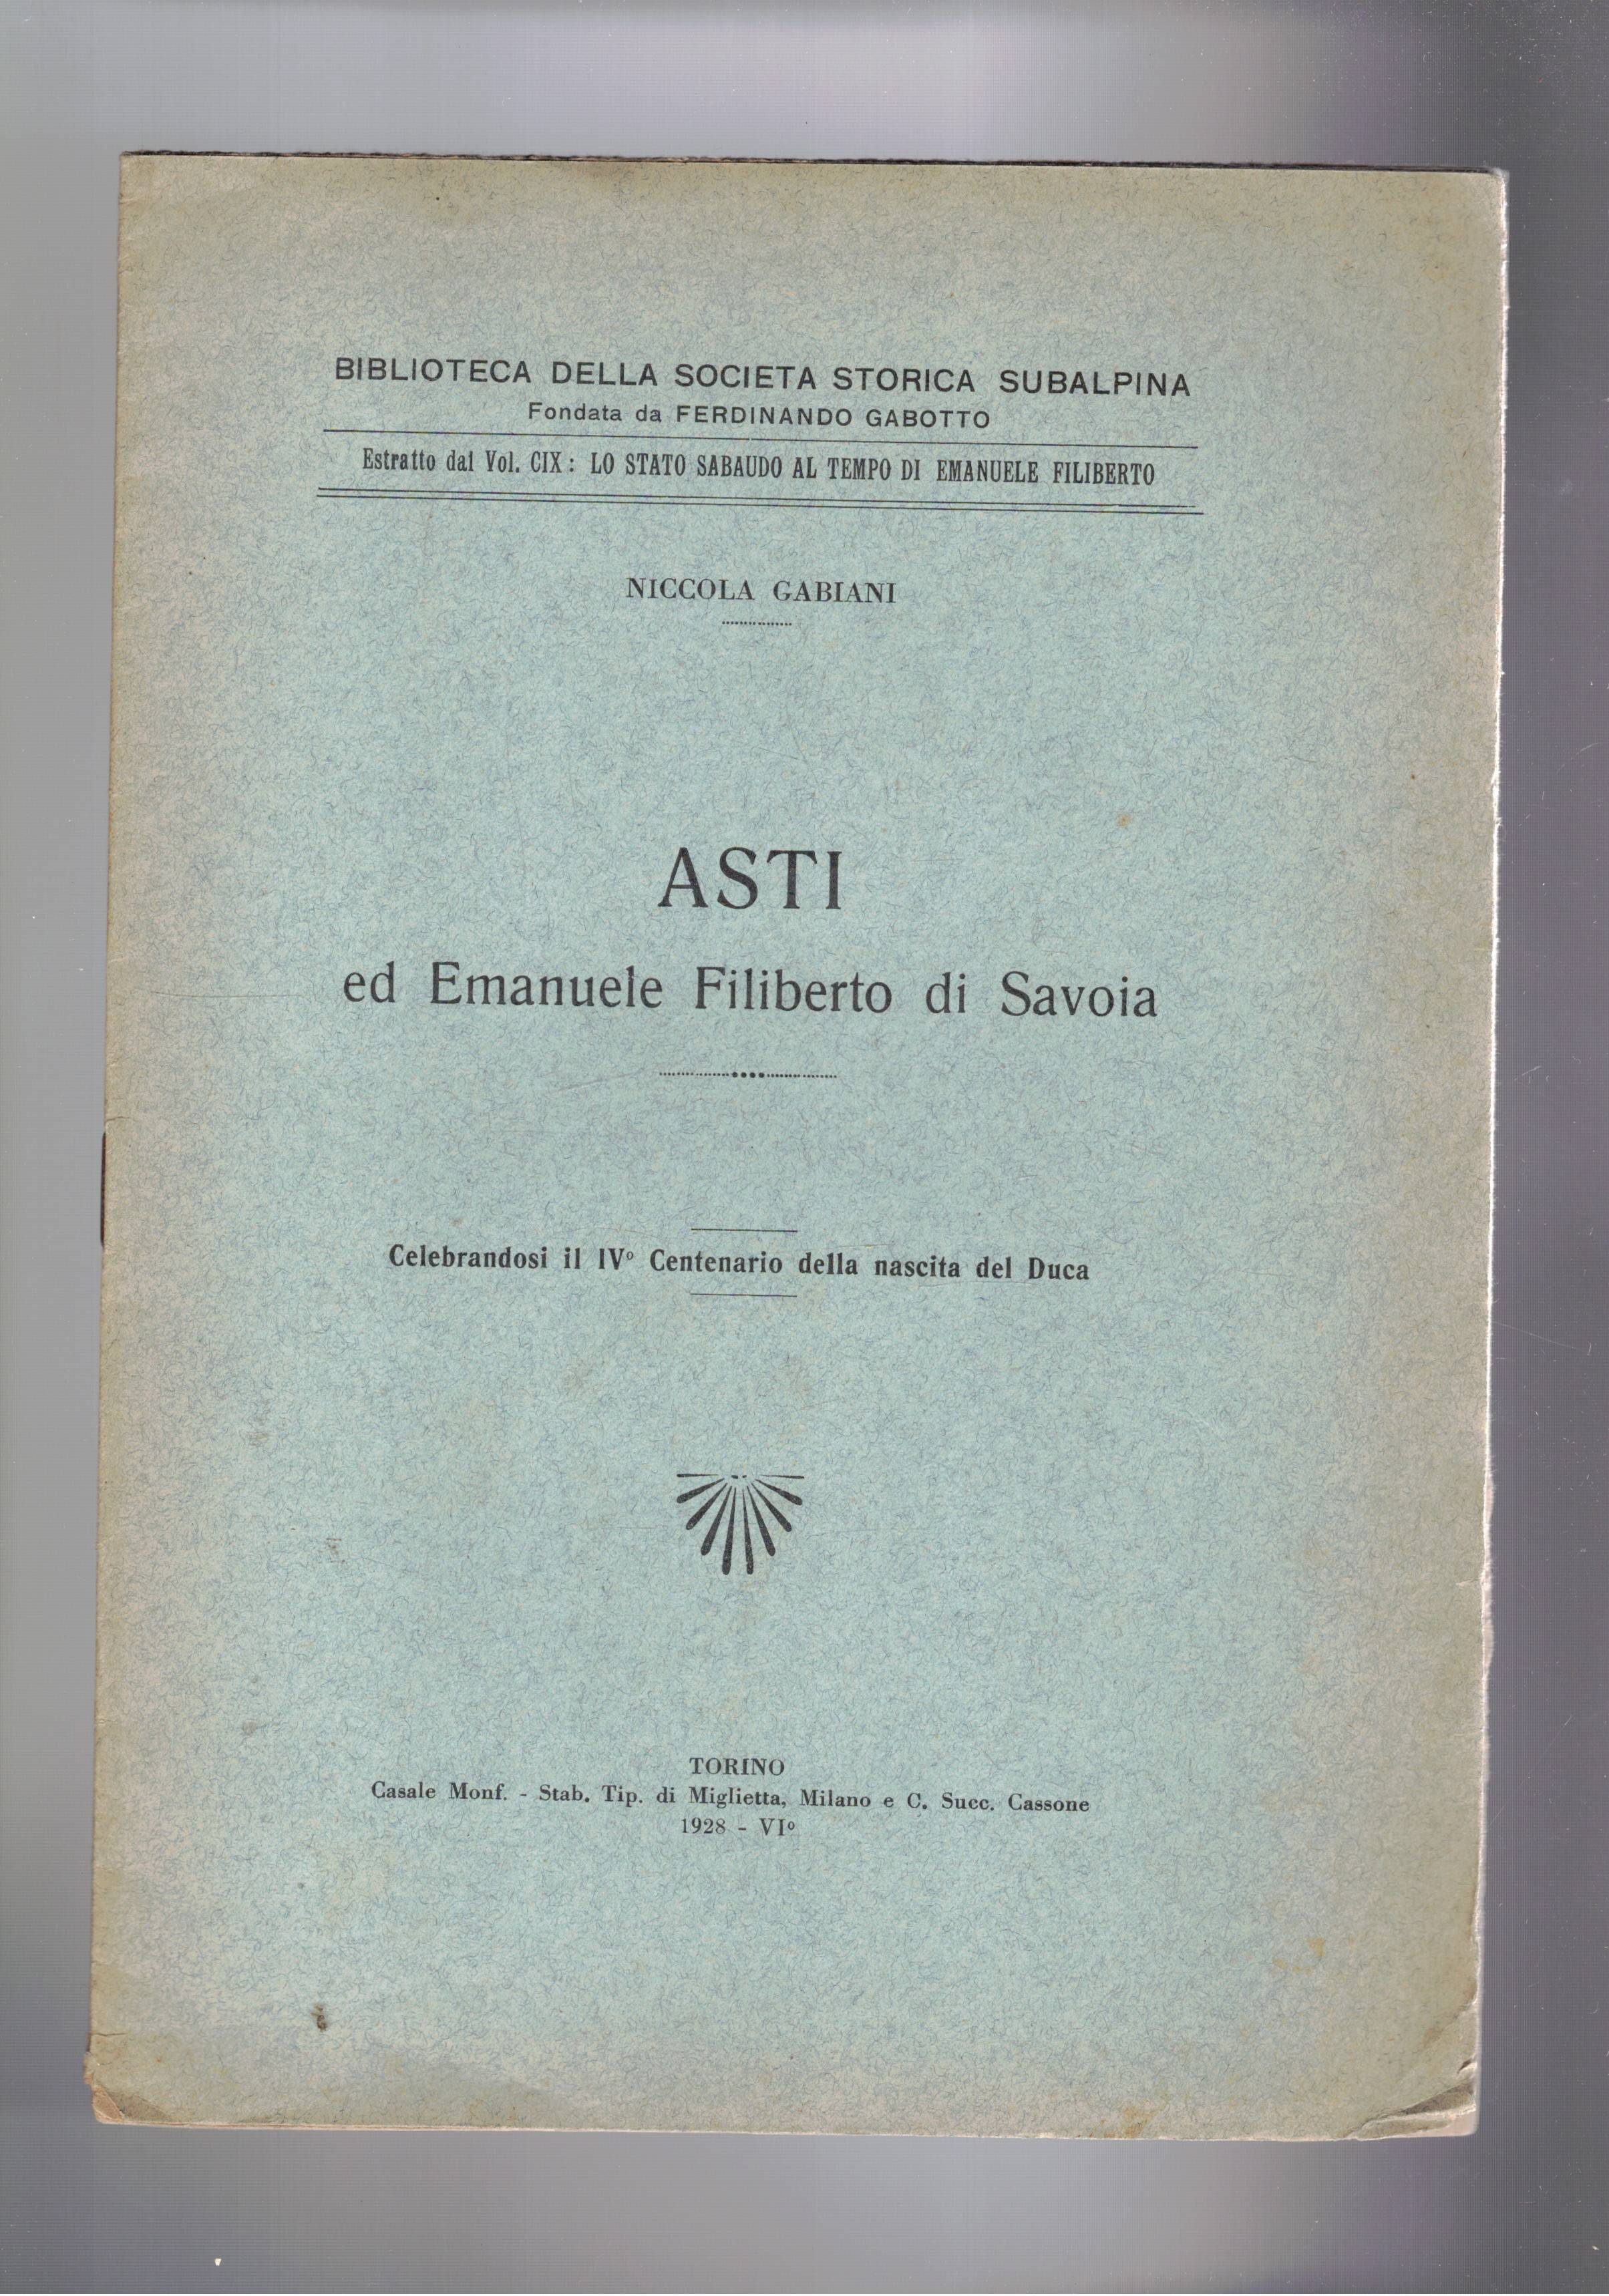 BIBLIOTECA DELLA SOCIETA STORICA SUBALPINA
Fondata da FERDINANDO GABOTTO
Estratto dal Vol. CIX: LO STATO SABAUDO AL TEMPO DI EMANUELE FILIBERTO
NICCOLA GABIANI
ASTI
ed Emanuele Filiberto di Savoia
Celebrandosi il IVº Centenario della nascita del Duca
TORINO
Casale Monf. - Stab. Tip. di Miglietta, Milano e C. Succ. Cassone
1928 - VIº